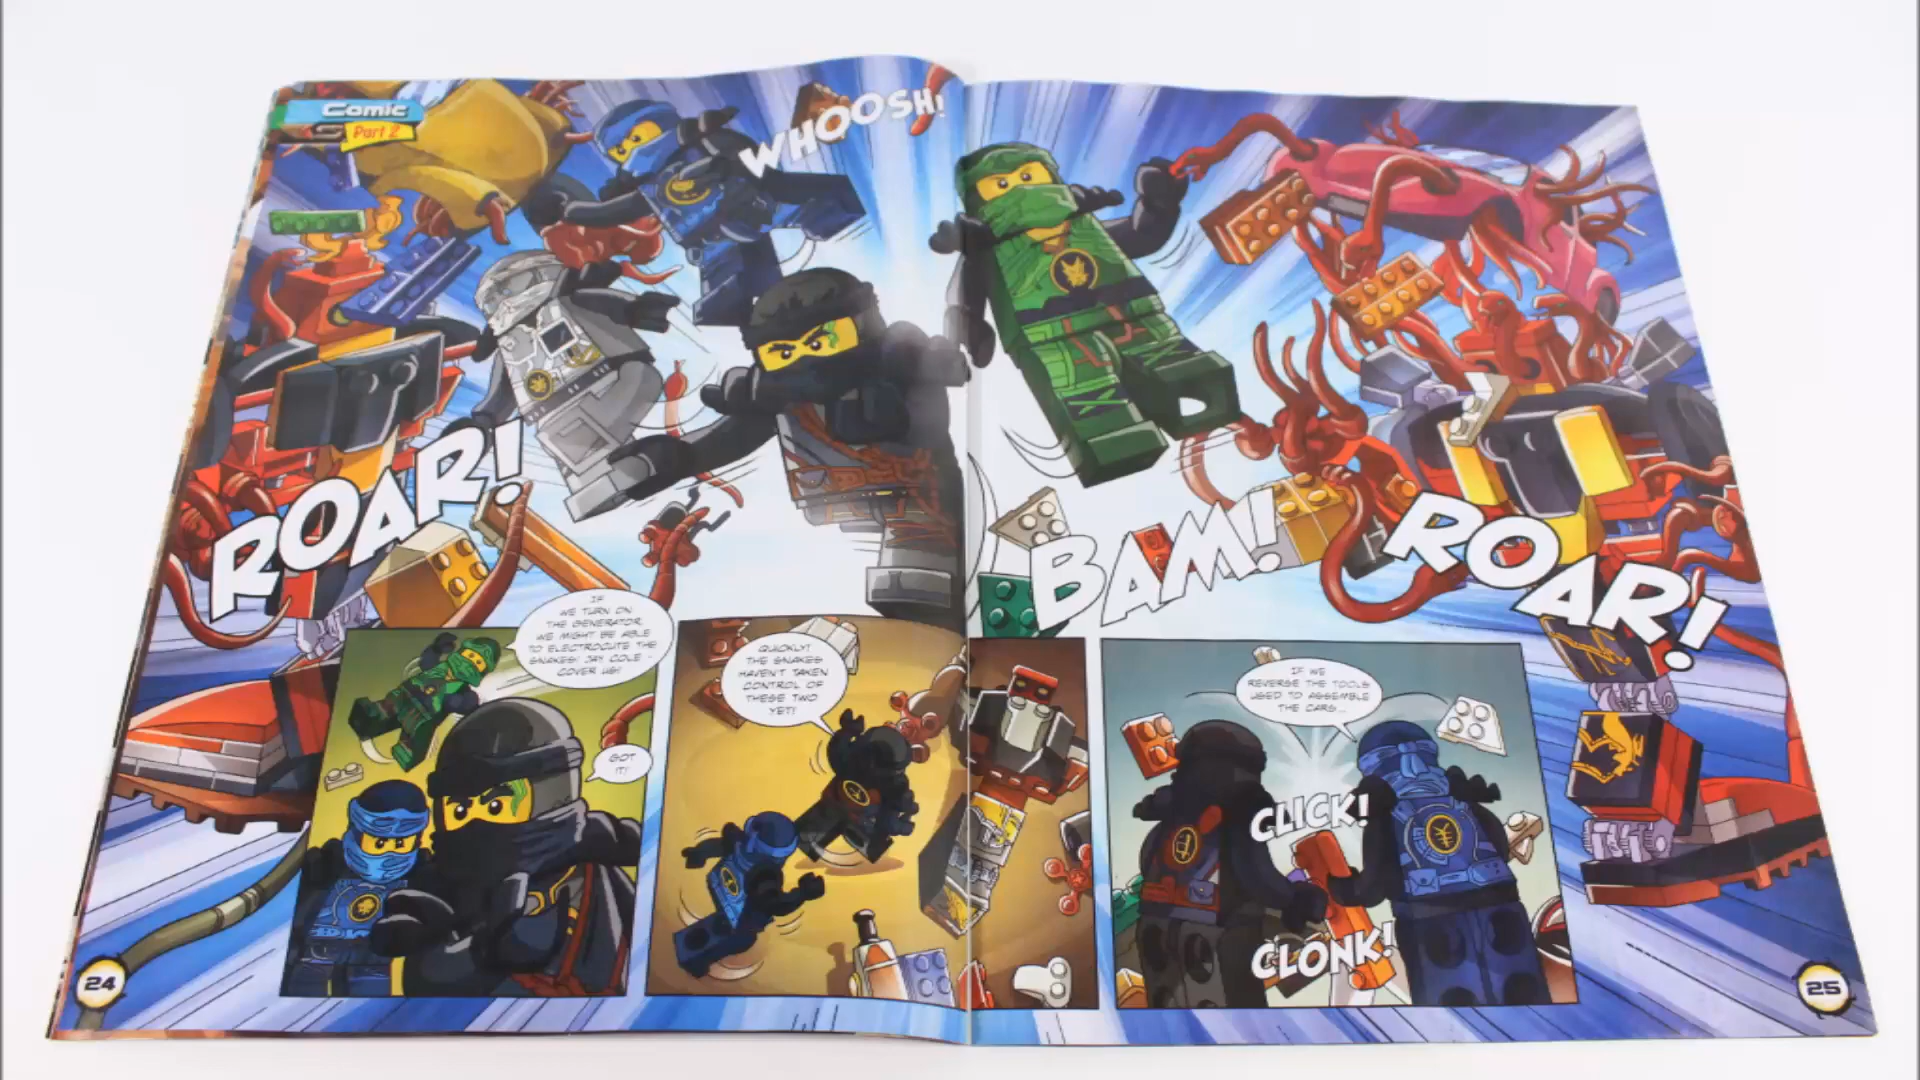 Comic
Part 2
WHOOSH!
ROAR!
BAM!
ROAR!
IF
WE TURN ON
THE GENERATOR,
WE MIGHT BE ABLE
TO ELECTROCUTE THE
SNAKES! JAY COLE -
COVER US!
GOT
IT!
QUICKLY!
THE SNAKES
HAVEN'T TAKEN
CONTROL OF
THESE TWO
YET!
IF WE
REVERSE THE TOOLS
USED TO ASSEMBLE
THE CARS...
CLICK!
CLONK!
24
25